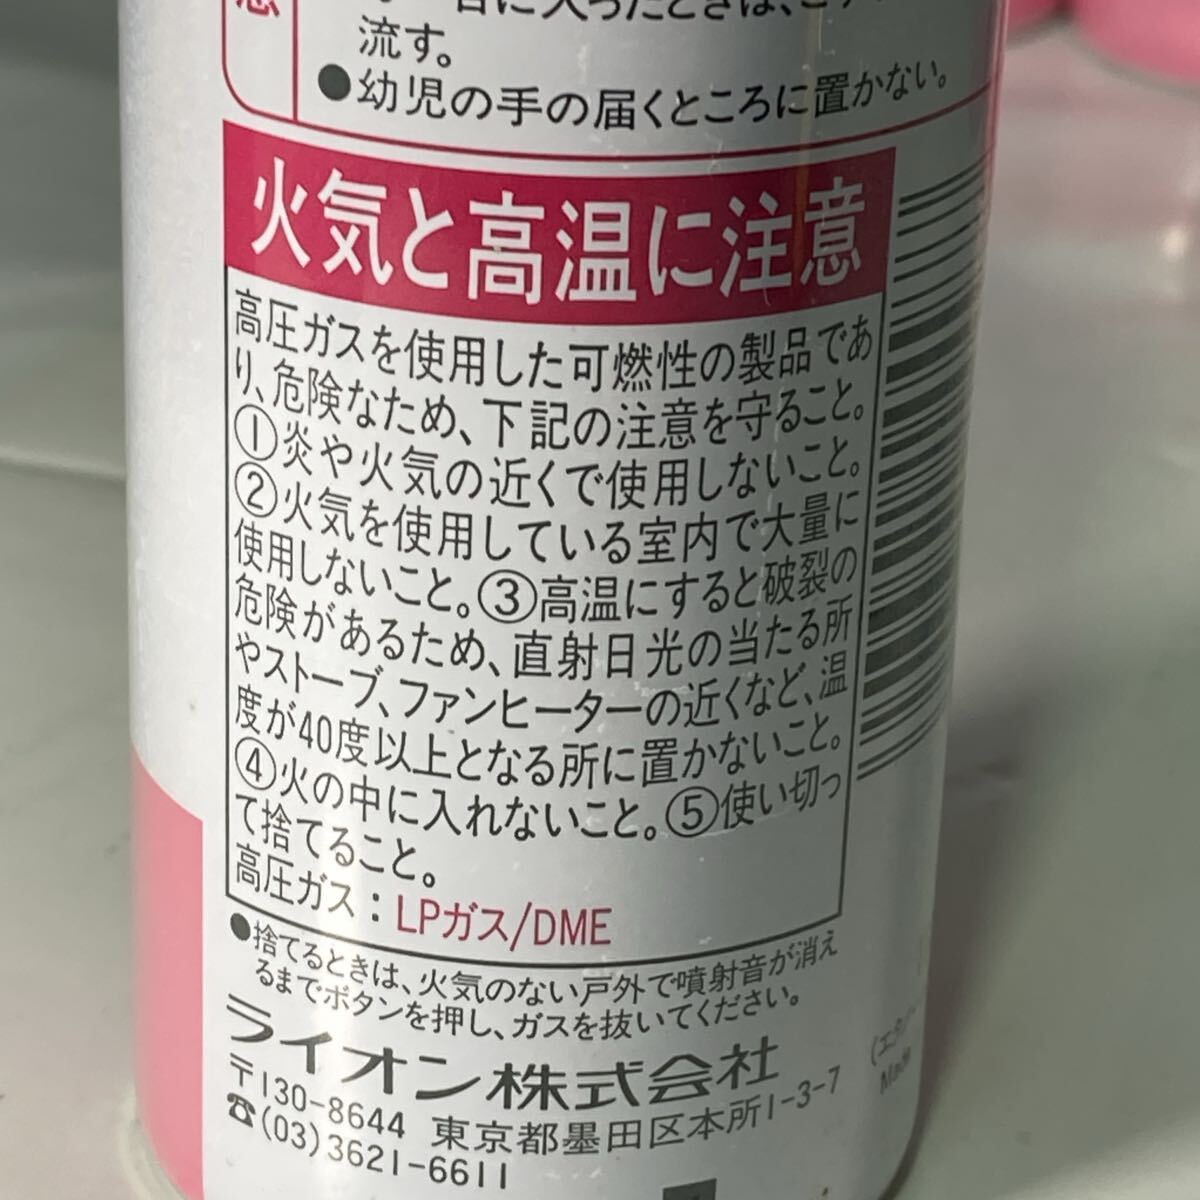 意
目に入ったときは、
流す。
●幼児の手の届くところに置かない。
火気と高温に注意
高圧ガスを使用した可燃性の製品であ
り、危険なため、下記の注意を守ること。
①炎や火気の近くで使用しないこと。
②火気を使用している室内で大量に
使用しないこと。③高温にすると破裂の
危険があるため、直射日光の当たる所
やストーブ、ファンヒーターの近くなど、温
度が40度以上となる所に置かないこと。
④火の中に入れないこと。⑤使い切っ
て捨てること。
高圧ガス：LPガス/DME
●捨てるときは、火気のない戸外で噴射音が消え
るまでボタンを押し、ガスを抜いてください。
ライオン株式会社
〒130-8644 東京都墨田区本所1-3-7
☎(03)3621-6611
Made